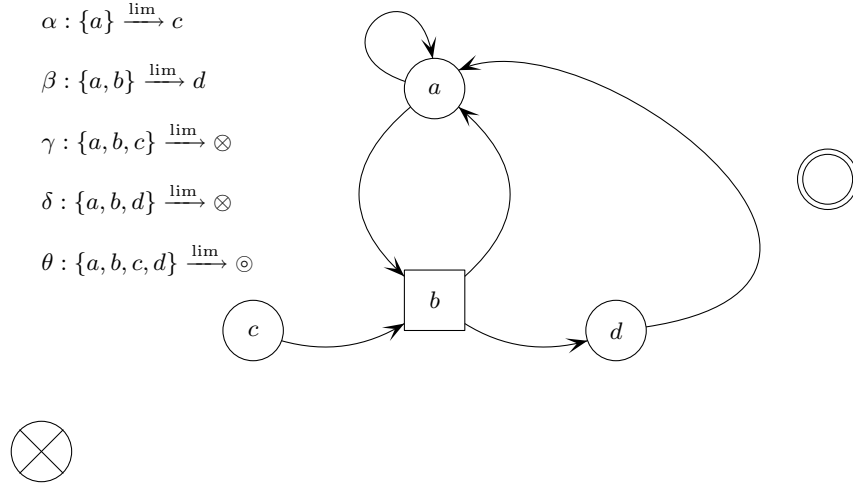 α : {a} lim⟶ c
β : {a, b} lim⟶ d
γ : {a, b, c} lim⟶ ⊗
δ : {a, b, d} lim⟶ ⊗
θ : {a, b, c, d} lim⟶ ⊚
a
b
c
d